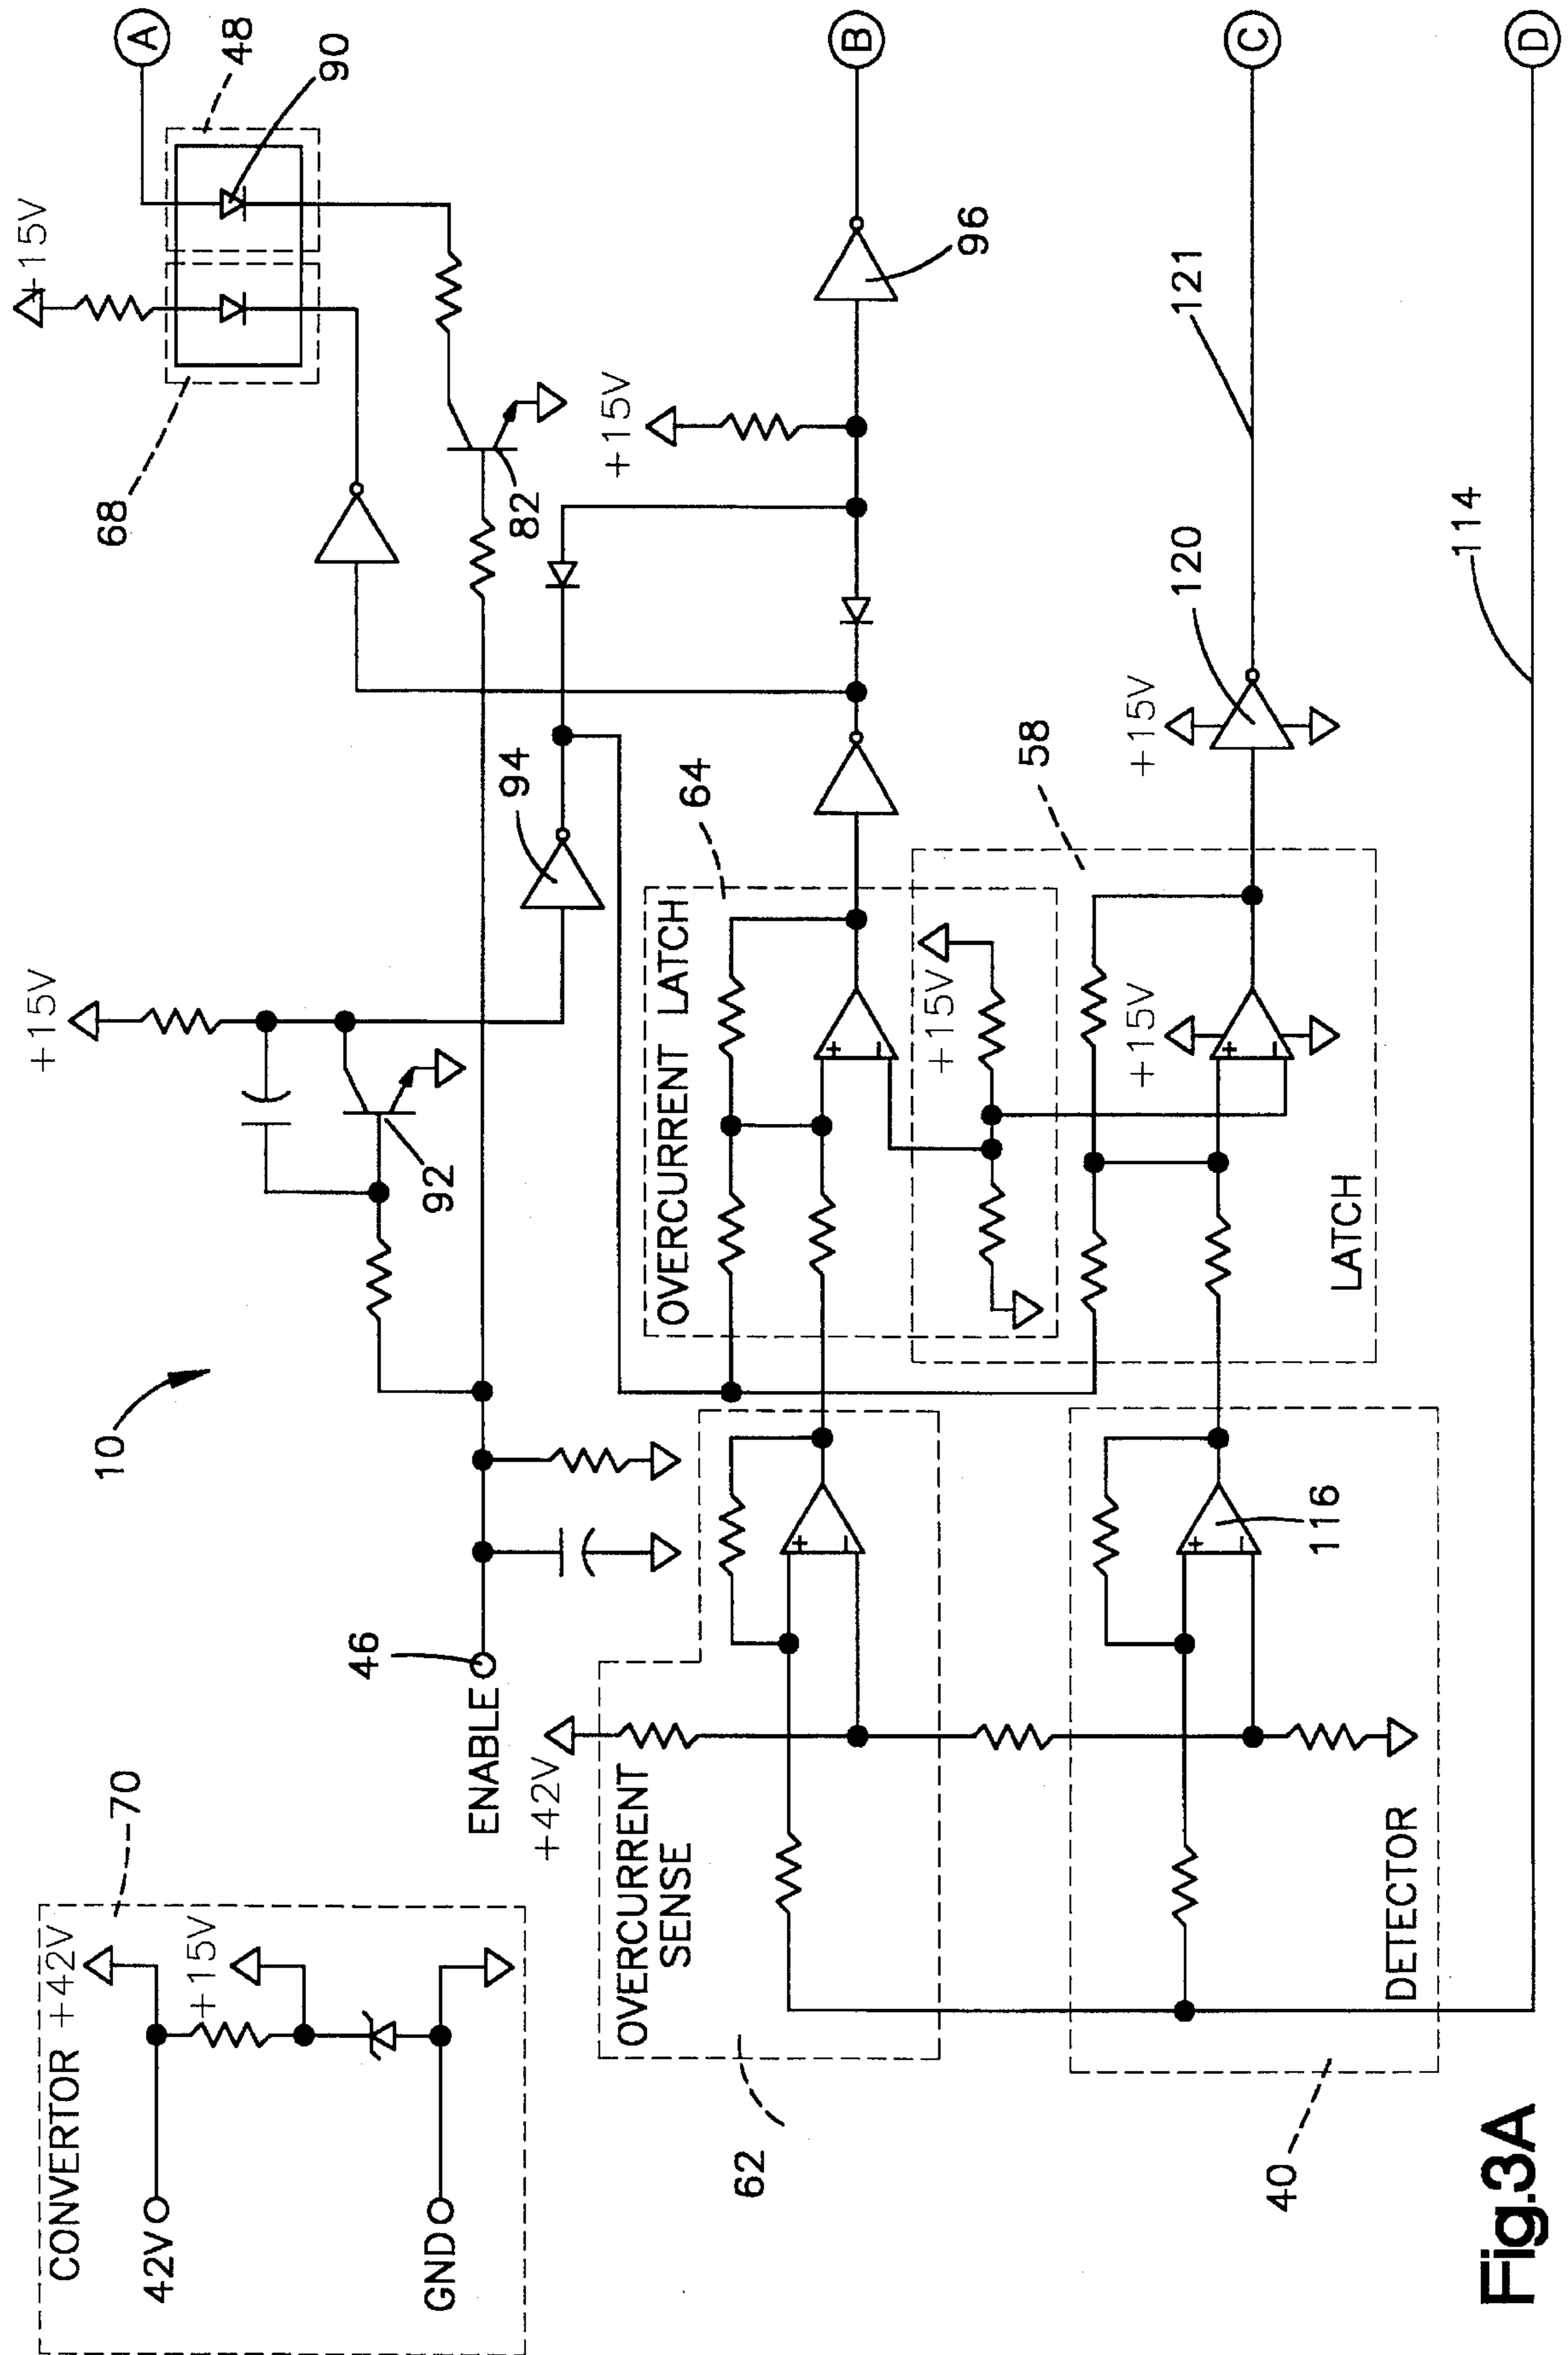 10
CONVERTOR +42V
70
42V
+15V
GND
ENABLE
46
+15V
92
94
82
+15V
68
+15V
48
90
A
+42V
OVERCURRENT
SENSE
62
OVERCURRENT LATCH
64
+15V
96
B
DETECTOR
40
116
+15V
LATCH
58
+15V
120
121
C
114
D
Fig.3A